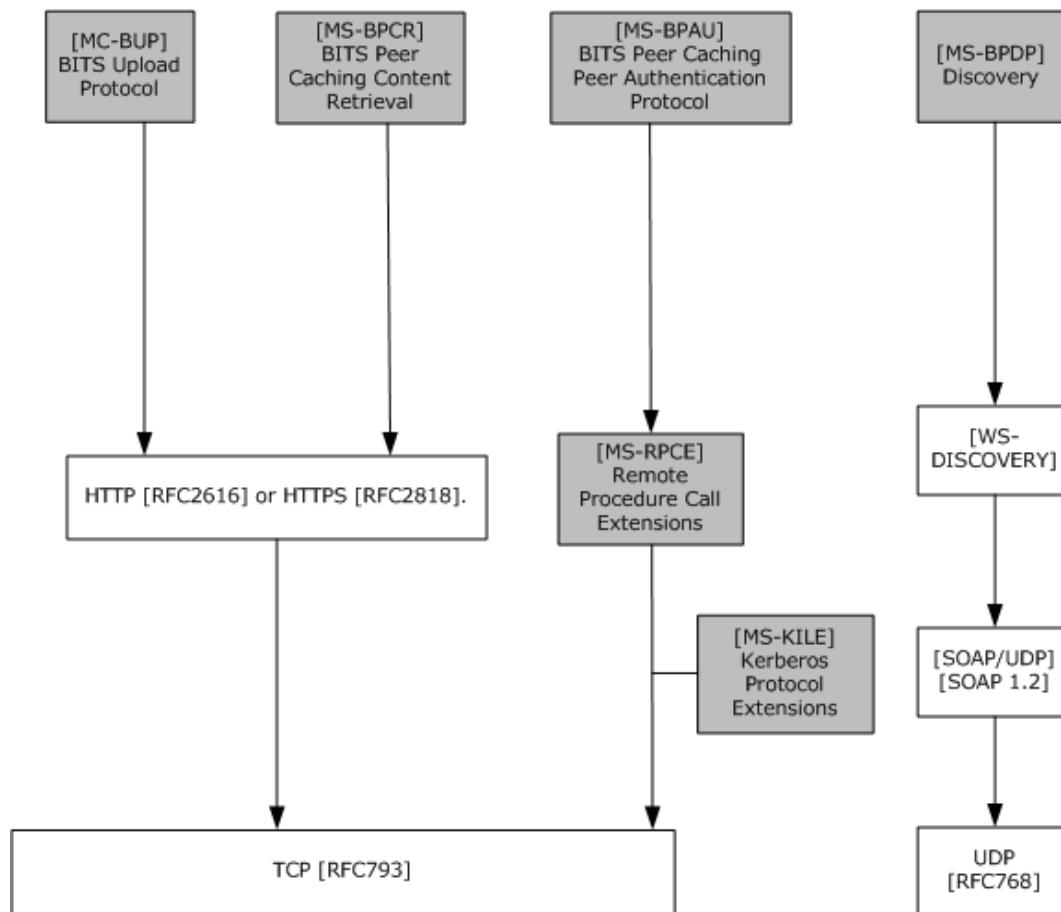 [MC-BUP]
BITS Upload
Protocol
[MS-BPCR]
BITS Peer
Caching Content
Retrieval
[MS-BPAU]
BITS Peer Caching
Peer Authentication
Protocol
[MS-BPDP]
Discovery
HTTP [RFC2616] or HTTPS [RFC2818].
[MS-RPCE]
Remote
Procedure Call
Extensions
[WS-
DISCOVERY]
[MS-KILE]
Kerberos
Protocol
Extensions
[SOAP/UDP]
[SOAP 1.2]
TCP [RFC793]
UDP
[RFC768]